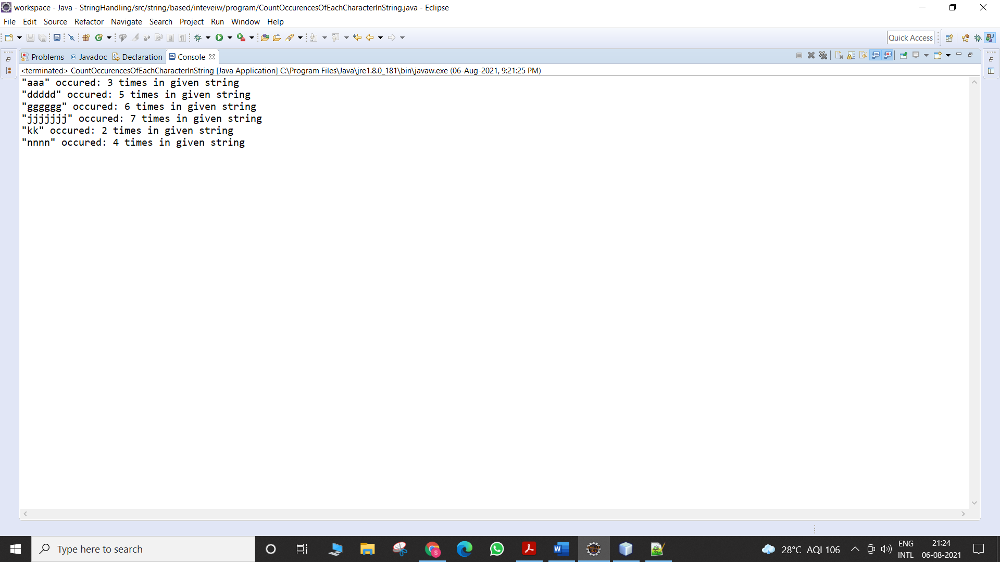 workspace - Java - StringHandling/src/string/based/inteveiw/program/CountOccurencesOfEachCharacterInString.java - Eclipse
File Edit Source Refactor Navigate Search Project Run Window Help
Quick Access
Problems @ Javadoc Declaration Console
<terminated> CountOccurencesOfEachCharacterInString [Java Application] C:\Program Files\Java\jre1.8.0_181\bin\javaw.exe (06-Aug-2021, 9:21:25 PM)
"aaa" occured: 3 times in given string
"ddddd" occured: 5 times in given string
"gggggg" occured: 6 times in given string
"jjjjjjj" occured: 7 times in given string
"kk" occured: 2 times in given string
"nnnn" occured: 4 times in given string
Type here to search
28°C AQI 106
ENG
INTL
21:24
06-08-2021